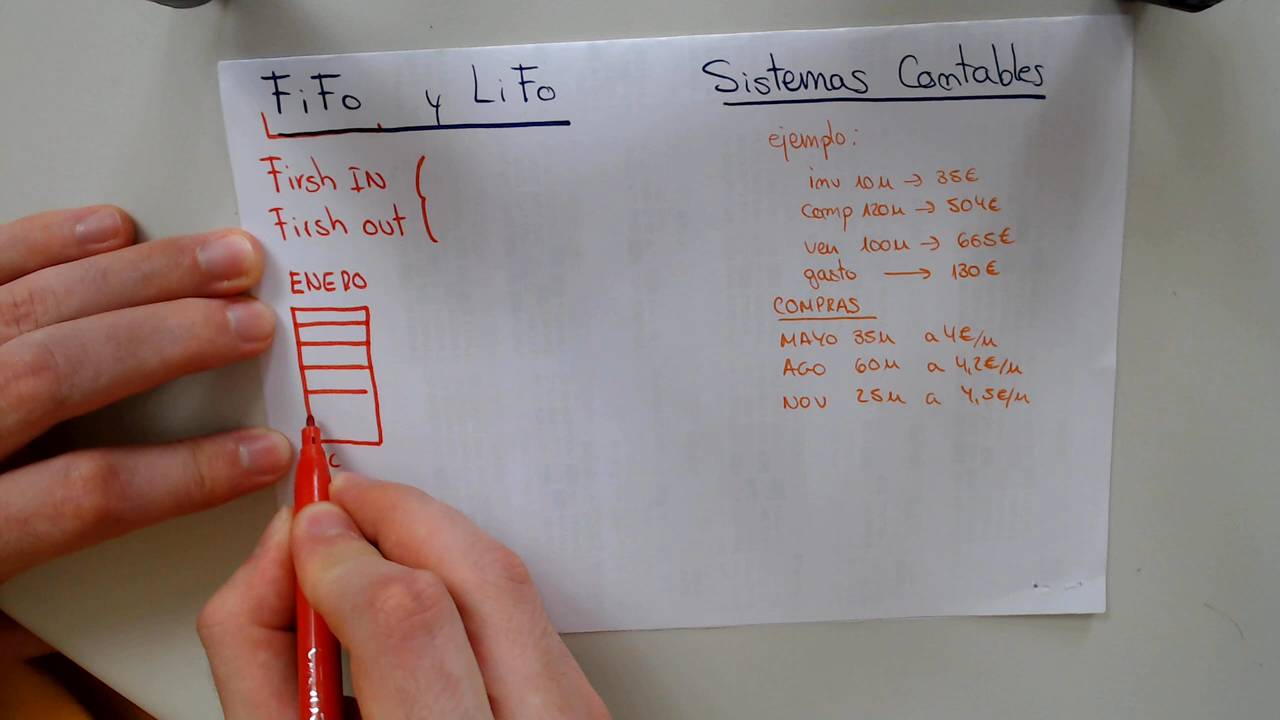 FiFo y LiFo
Firsh IN
Firsh out
ENERO
C
Sistemas Contables
ejemplo:
inv 10u → 35€
comp 120u → 504€
ven 100u → 665€
gasto → 130€
COMPRAS
MAYO 35u a 4€/u
AGO 60u a 4,2€/u
NOV 25u a 4,5€/u